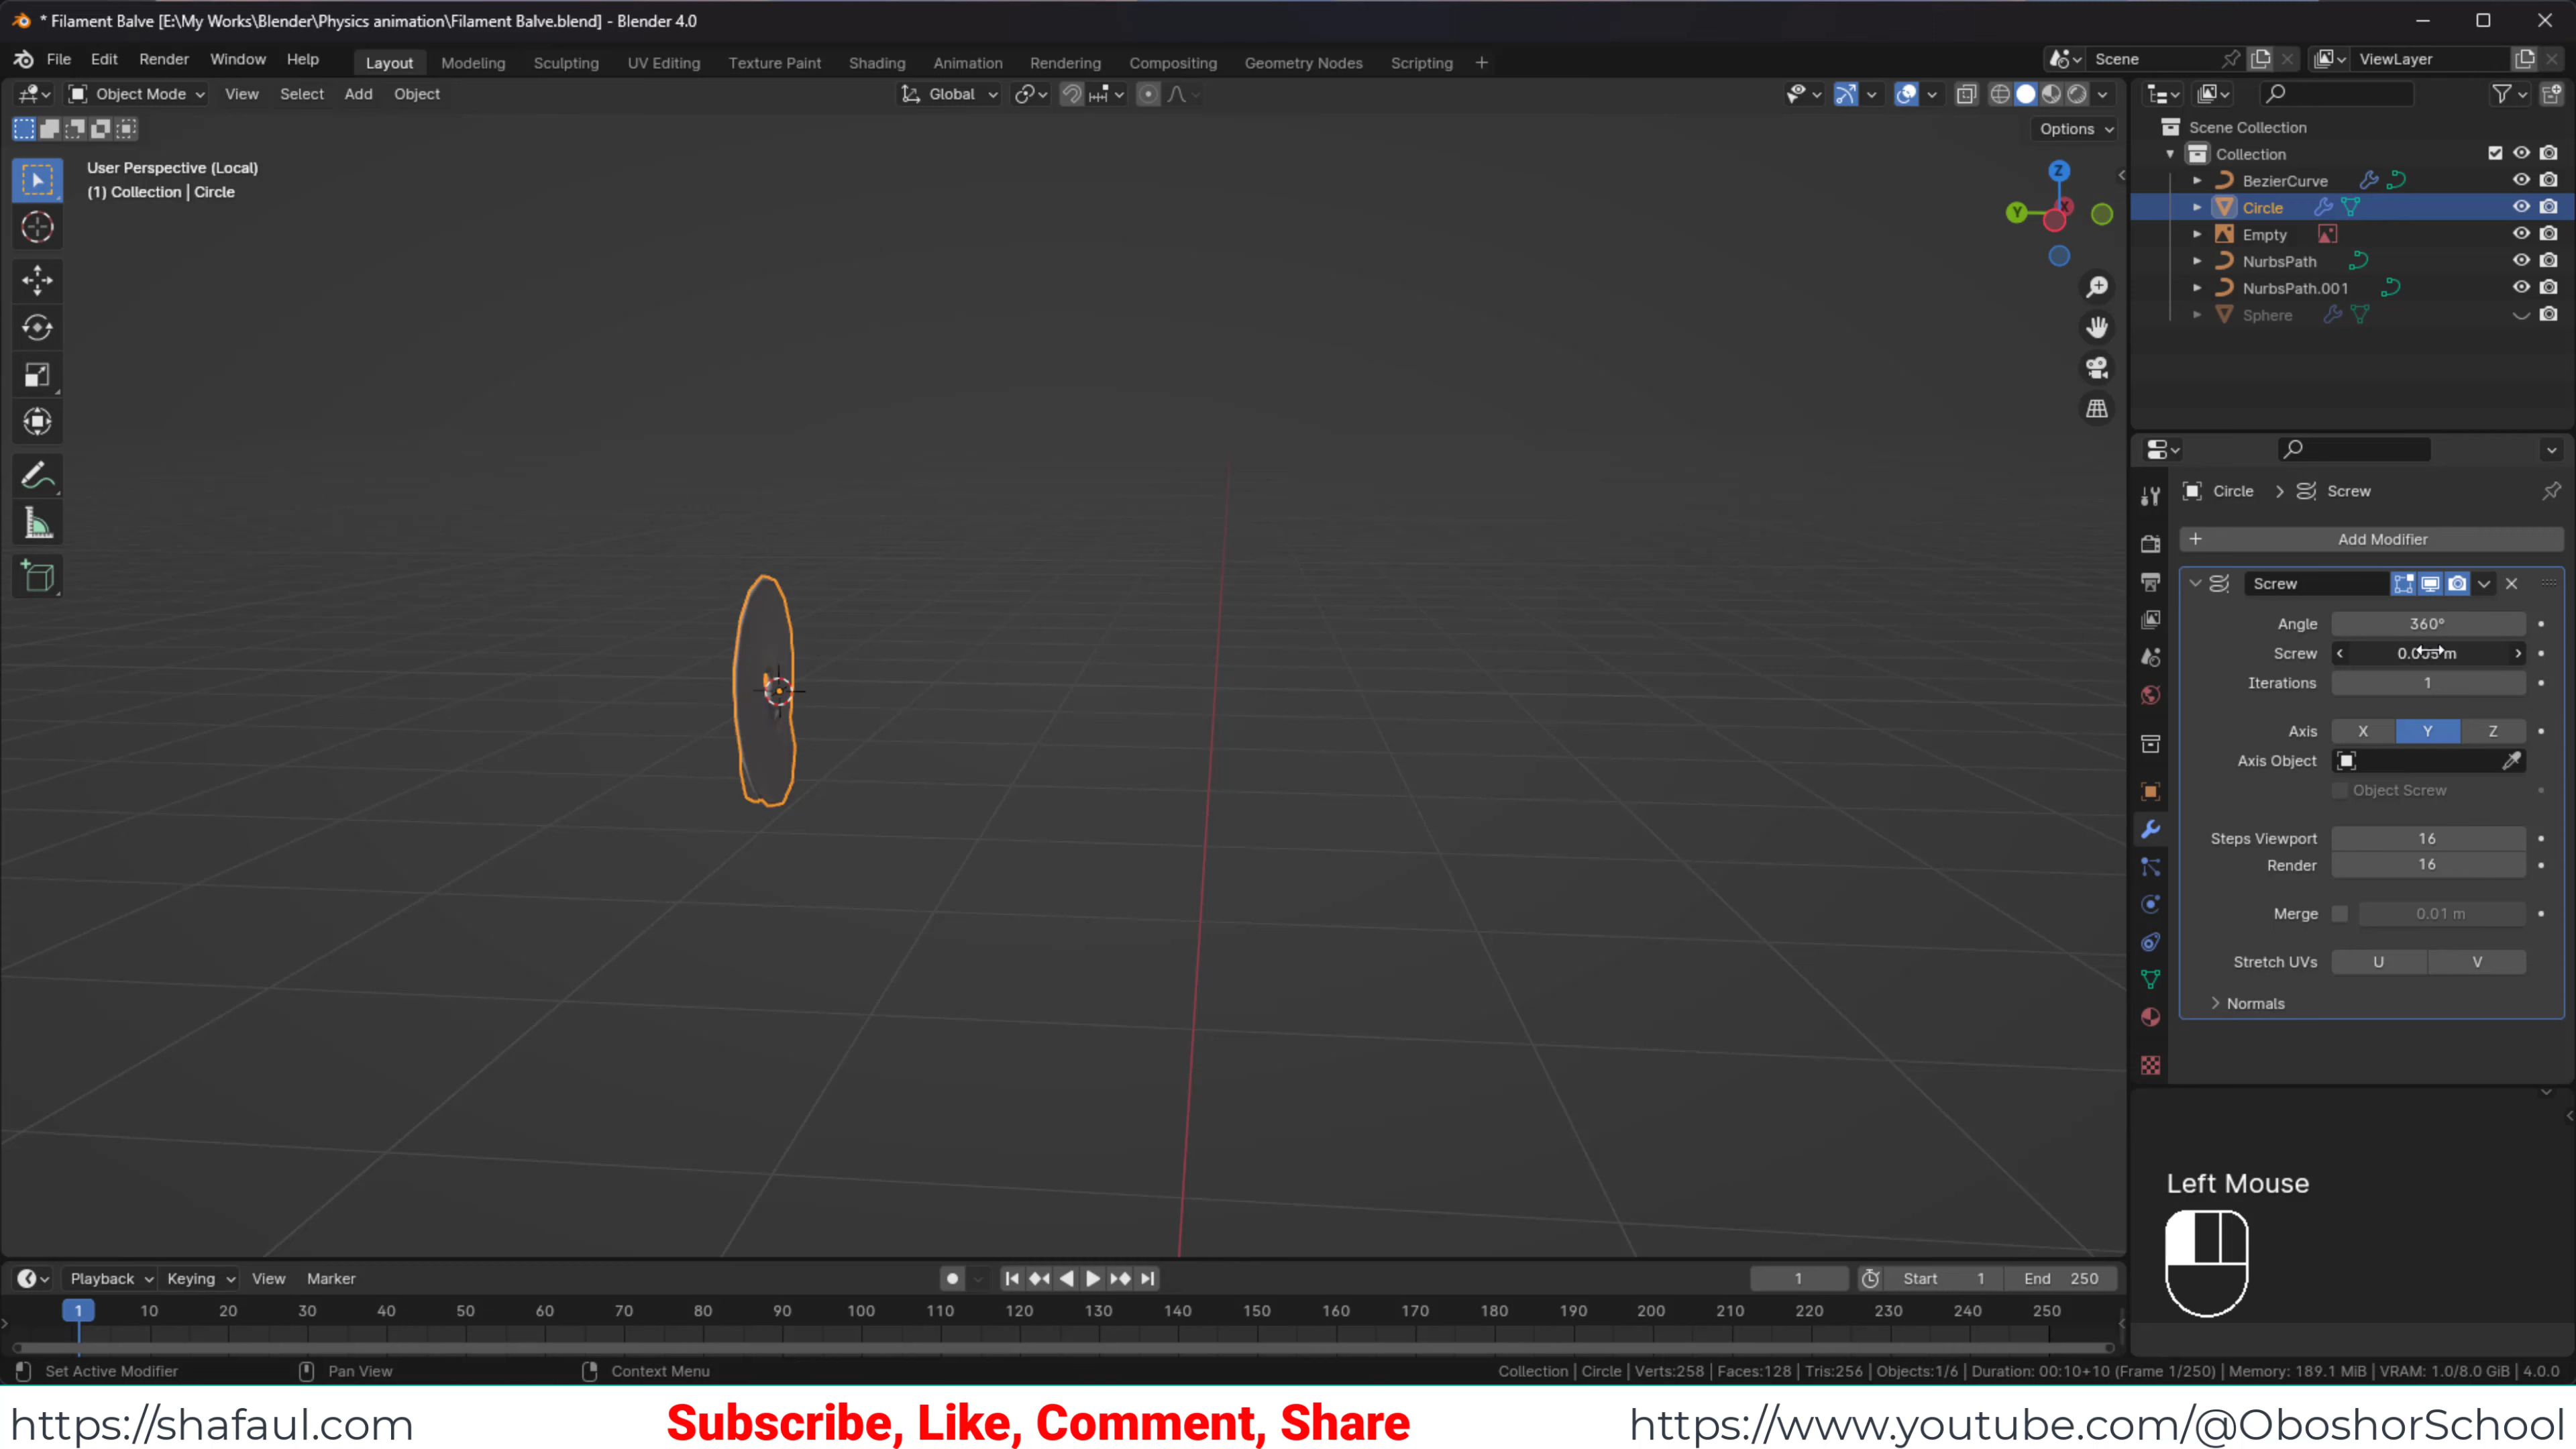 * Filament Balve [E:\My Works\Blender\Physics animation\Filament Balve.blend] - Blender 4.0
File Edit Render Window Help Layout Modeling Sculpting UV Editing Texture Paint Shading Animation Rendering Compositing Geometry Nodes Scripting + Scene ViewLayer
Object Mode View Select Add Object Global
Options
User Perspective (Local)
(1) Collection | Circle
Z
Y
X
Scene Collection
Collection
BezierCurve
Circle
Empty
NurbsPath
NurbsPath.001
Sphere
Circle > Screw
+ Add Modifier
Screw
Angle 360°
Screw m
Iterations 1
Axis X Y Z
Axis Object
Object Screw
Steps Viewport 16
Render 16
Merge 0.01 m
Stretch UVs U V
Normals
Left Mouse
Playback Keying View Marker 1 Start 1 End 250
1 10 20 30 40 50 60 70 80 90 100 110 120 130 140 150 160 170 180 190 200 210 220 230 240 250
Set Active Modifier Pan View Context Menu Collection | Circle | Verts:258 | Faces:128 | Tris:256 | Objects:1/6 | Duration: 00:10+10 (Frame 1/250) | Memory: 189.1 MiB | VRAM: 1.0/8.0 GiB | 4.0.0
https://shafaul.com Subscribe, Like, Comment, Share https://www.youtube.com/@OboshorSchool